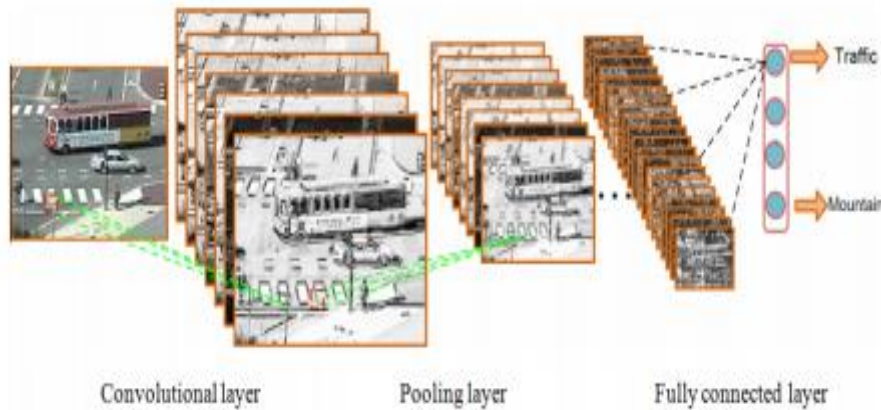 Traffic
Mountain
Convolutional layer
Pooling layer
Fully connected layer